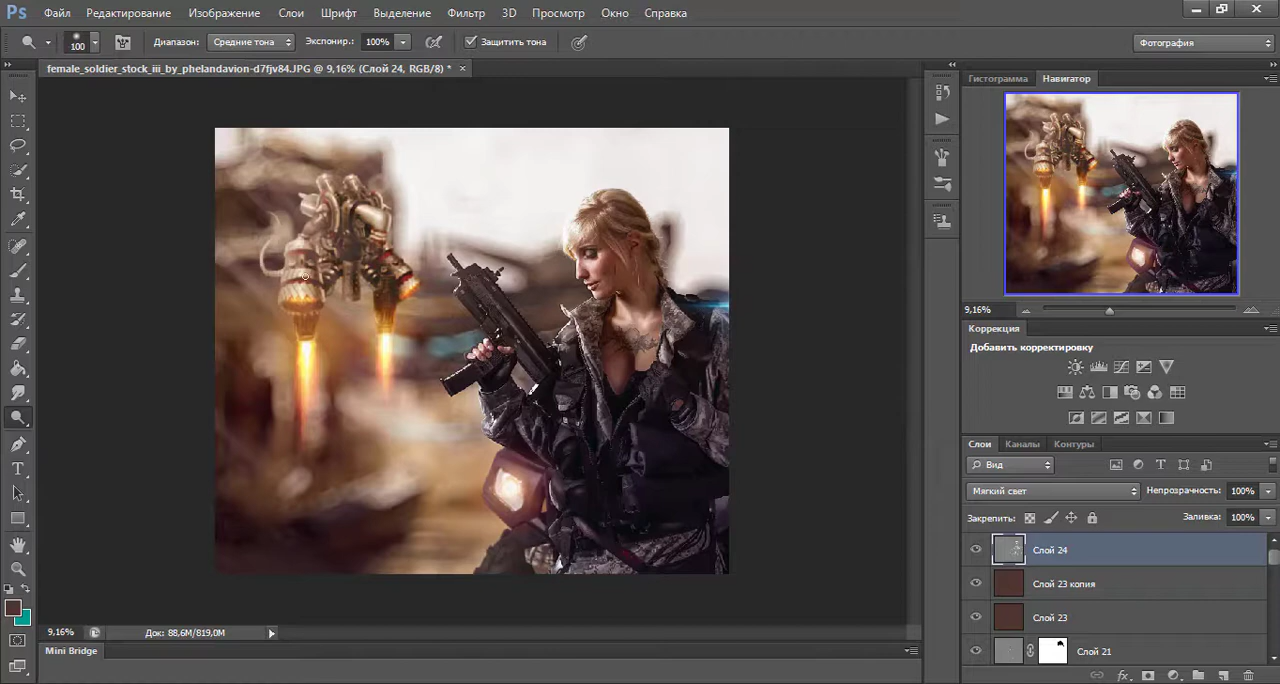 Ps Файл Редактирование Изображение Слои Шрифт Выделение Фильтр 3D Просмотр Окно Справка
100 Диапазон: Средние тона Экспонир.: 100% Защитить тона Фотография
female_soldier_stock_iii_by_phelandavion-d7fjv84.JPG @ 9,16% (Слой 24, RGB/8) *
Гистограмма Навигатор
9,16%
Коррекция
Добавить корректировку
Слои Каналы Контуры
Вид
Мягкий свет Непрозрачность: 100%
Закрепить: Заливка: 100%
Слой 24
Слой 23 копия
Слой 23
Слой 21
fx
9,16% Док: 88,6M/819,0M
Mini Bridge